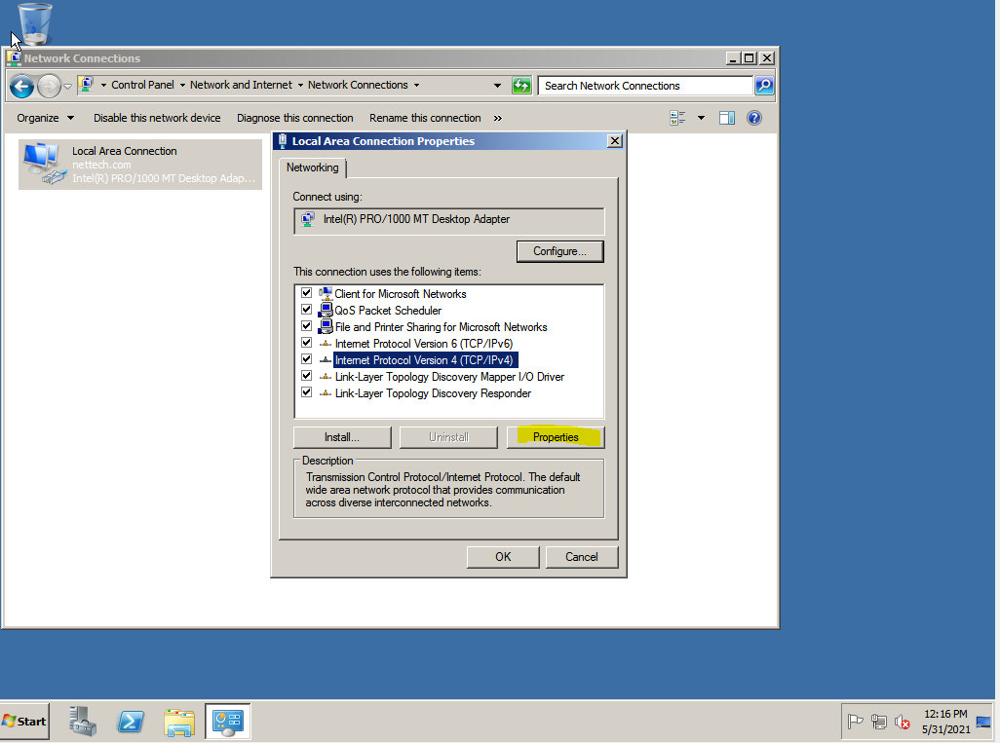 Network Connections
Control Panel Network and Internet Network Connections
Search Network Connections
Organize Disable this network device Diagnose this connection Rename this connection »
Local Area Connection
nettech.com
Intel(R) PRO/1000 MT Desktop Adap...
Local Area Connection Properties
Networking
Connect using:
Intel(R) PRO/1000 MT Desktop Adapter
Configure...
This connection uses the following items:
Client for Microsoft Networks
QoS Packet Scheduler
File and Printer Sharing for Microsoft Networks
Internet Protocol Version 6 (TCP/IPv6)
Internet Protocol Version 4 (TCP/IPv4)
Link-Layer Topology Discovery Mapper I/O Driver
Link-Layer Topology Discovery Responder
Install... Uninstall Properties
Description
Transmission Control Protocol/Internet Protocol. The default
wide area network protocol that provides communication
across diverse interconnected networks.
OK Cancel
Start
12:16 PM
5/31/2021